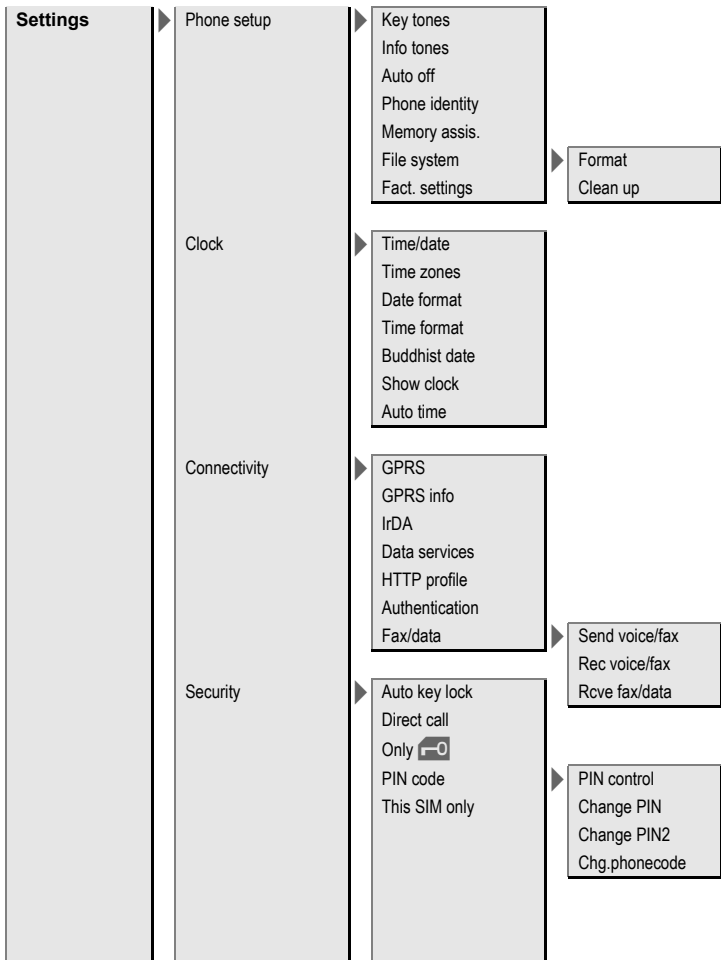 Settings
Phone setup
Key tones
Info tones
Auto off
Phone identity
Memory assis.
File system
Format
Fact. settings
Clean up
Clock
Time/date
Time zones
Date format
Time format
Buddhist date
Show clock
Auto time
Connectivity
GPRS
GPRS info
IrDA
Data services
HTTP profile
Authentication
Fax/data
Send voice/fax
Rec voice/fax
Rcve fax/data
Security
Auto key lock
Direct call
Only
PIN code
This SIM only
PIN control
Change PIN
Change PIN2
Chg.phonecode